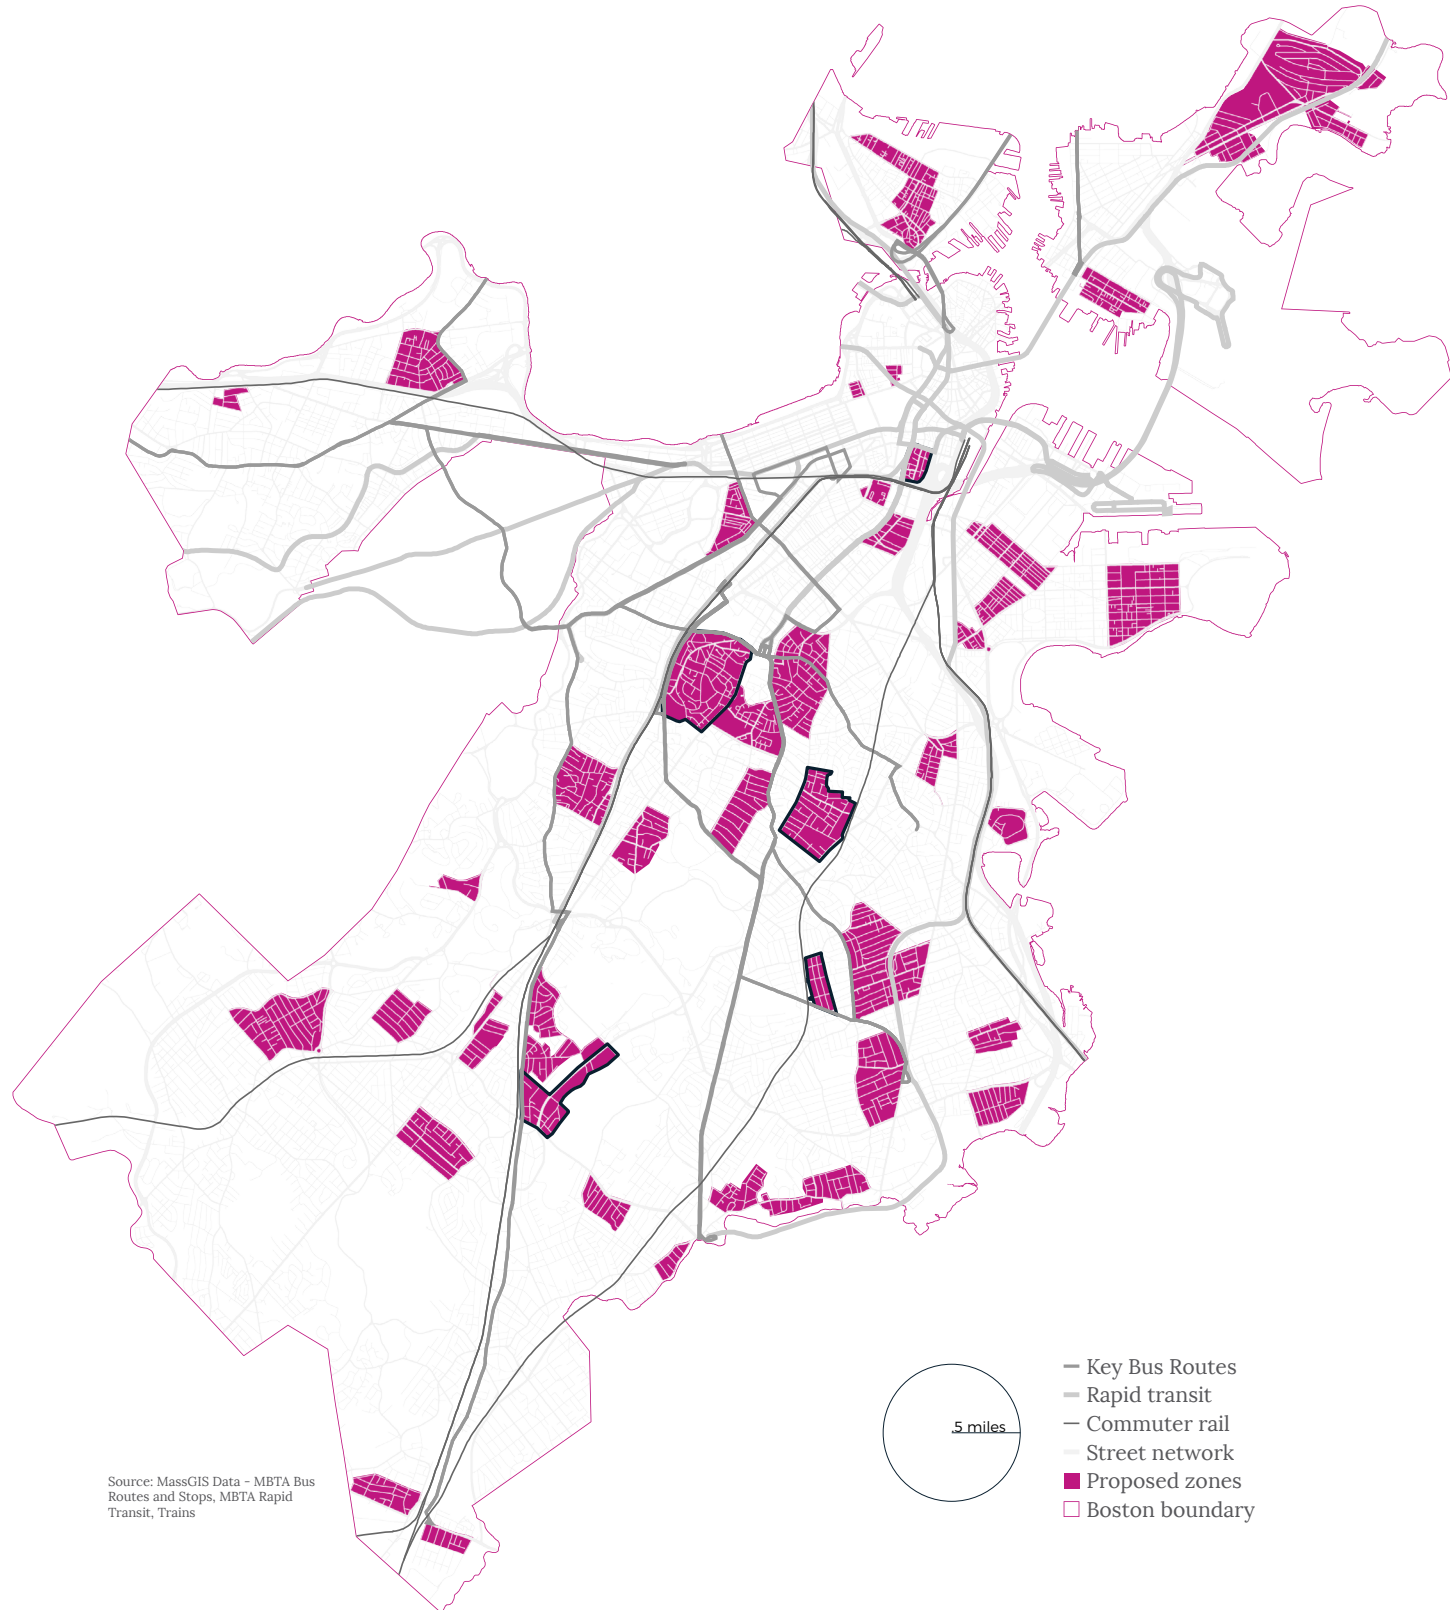 .5 miles
Key Bus Routes
Rapid transit
Commuter rail
Street network
Proposed zones
Boston boundary
Source: MassGIS Data - MBTA Bus
Routes and Stops, MBTA Rapid
Transit, Trains